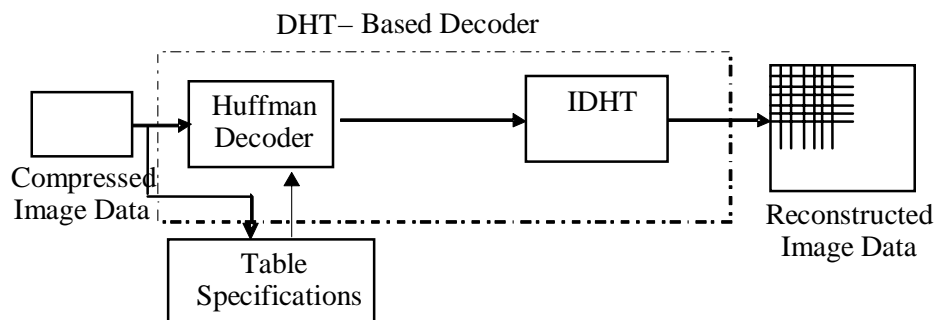 DHT– Based Decoder
Huffman
Decoder
IDHT
Compressed
Image Data
Reconstructed
Image Data
Table
Specifications